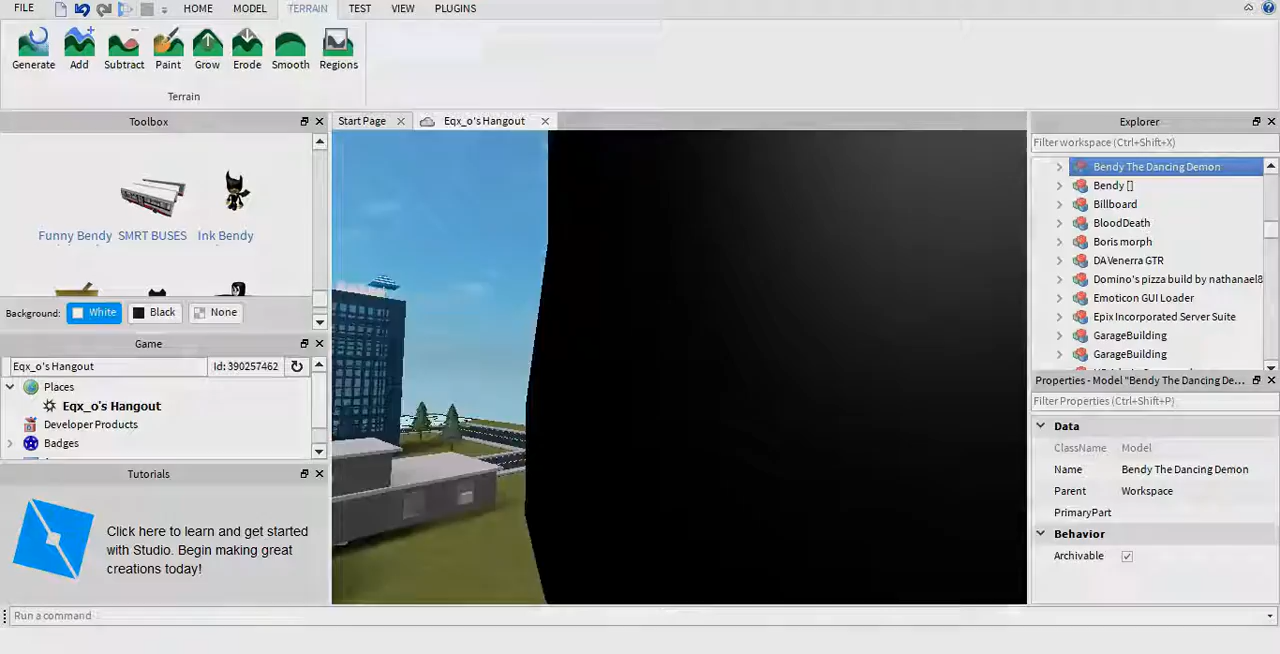 FILE HOME MODEL TERRAIN TEST VIEW PLUGINS
Generate Add Subtract Paint Grow Erode Smooth Regions
Terrain
Toolbox
Funny Bendy SMRT BUSES Ink Bendy
Background: White Black None
Game
Eqx_o's Hangout Id: 390257462
Places
Eqx_o's Hangout
Developer Products
Badges
Tutorials
Click here to learn and get started
with Studio. Begin making great
creations today!
Start Page Eqx_o's Hangout
Explorer
Filter workspace (Ctrl+Shift+X)
Bendy The Dancing Demon
Bendy []
Billboard
BloodDeath
Boris morph
DAVenerra GTR
Domino's pizza build by nathanael8
Emoticon GUI Loader
Epix Incorporated Server Suite
GarageBuilding
GarageBuilding
Properties - Model "Bendy The Dancing De...
Filter Properties (Ctrl+Shift+P)
Data
ClassName Model
Name Bendy The Dancing Demon
Parent Workspace
PrimaryPart
Behavior
Archivable
Run a command